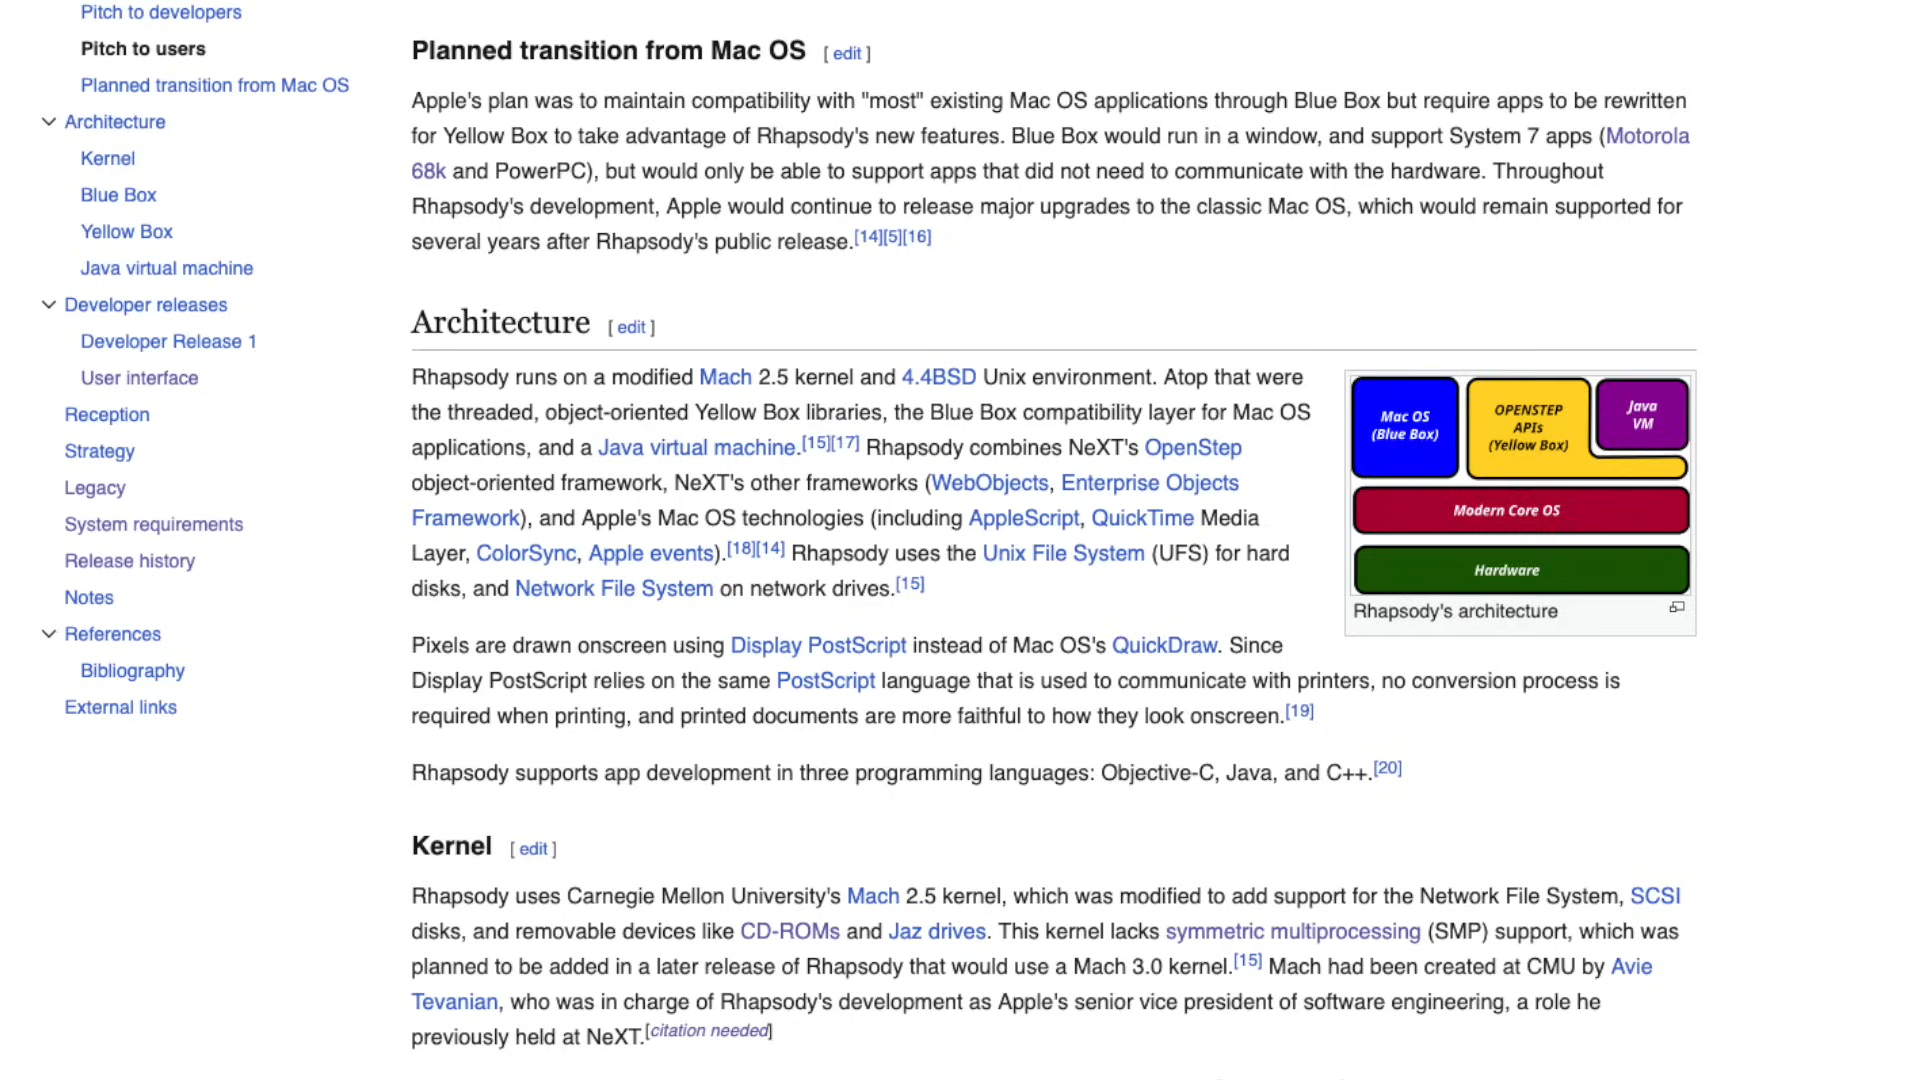 Pitch to developers
Pitch to users
Planned transition from Mac OS
Architecture
Kernel
Blue Box
Yellow Box
Java virtual machine
Developer releases
Developer Release 1
User interface
Reception
Strategy
Legacy
System requirements
Release history
Notes
References
Bibliography
External links
Planned transition from Mac OS [ edit ]
Apple's plan was to maintain compatibility with "most" existing Mac OS applications through Blue Box but require apps to be rewritten
for Yellow Box to take advantage of Rhapsody's new features. Blue Box would run in a window, and support System 7 apps (Motorola
68k and PowerPC), but would only be able to support apps that did not need to communicate with the hardware. Throughout
Rhapsody's development, Apple would continue to release major upgrades to the classic Mac OS, which would remain supported for
several years after Rhapsody's public release.[14][5][16]
Architecture [ edit ]
Rhapsody runs on a modified Mach 2.5 kernel and 4.4BSD Unix environment. Atop that were
the threaded, object-oriented Yellow Box libraries, the Blue Box compatibility layer for Mac OS
applications, and a Java virtual machine.[15][17] Rhapsody combines NeXT's OpenStep
object-oriented framework, NeXT's other frameworks (WebObjects, Enterprise Objects
Framework), and Apple's Mac OS technologies (including AppleScript, QuickTime Media
Layer, ColorSync, Apple events).[18][14] Rhapsody uses the Unix File System (UFS) for hard
disks, and Network File System on network drives.[15]
Mac OS
(Blue Box)
OPENSTEP
APIs
(Yellow Box)
Java
VM
Modern Core OS
Hardware
Rhapsody's architecture
Pixels are drawn onscreen using Display PostScript instead of Mac OS's QuickDraw. Since
Display PostScript relies on the same PostScript language that is used to communicate with printers, no conversion process is
required when printing, and printed documents are more faithful to how they look onscreen.[19]
Rhapsody supports app development in three programming languages: Objective-C, Java, and C++.[20]
Kernel [ edit ]
Rhapsody uses Carnegie Mellon University's Mach 2.5 kernel, which was modified to add support for the Network File System, SCSI
disks, and removable devices like CD-ROMs and Jaz drives. This kernel lacks symmetric multiprocessing (SMP) support, which was
planned to be added in a later release of Rhapsody that would use a Mach 3.0 kernel.[15] Mach had been created at CMU by Avie
Tevanian, who was in charge of Rhapsody's development as Apple's senior vice president of software engineering, a role he
previously held at NeXT.[citation needed]